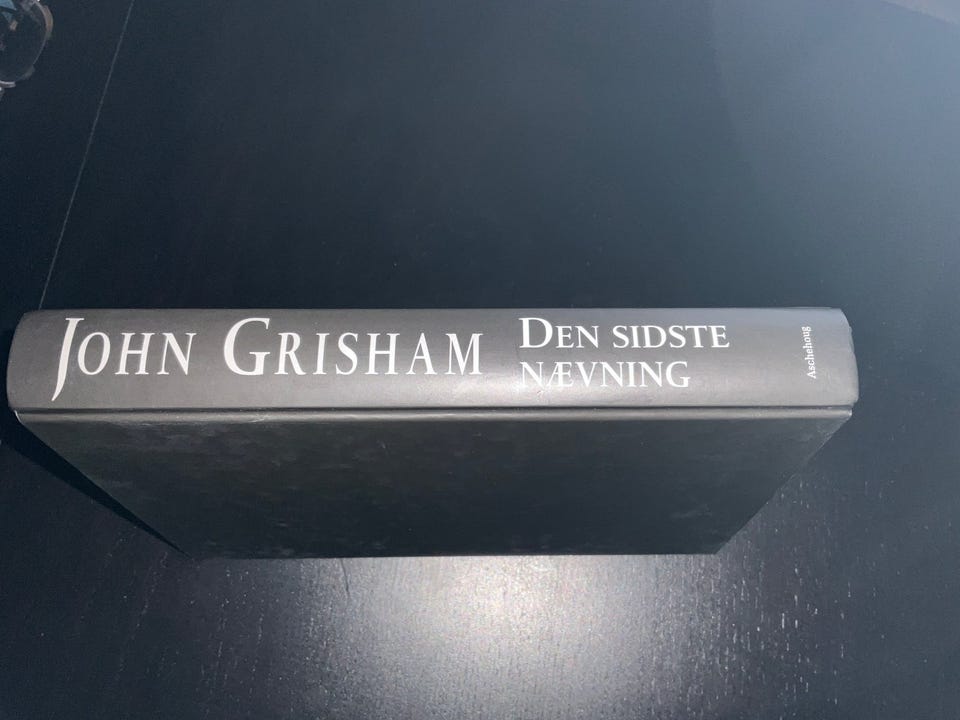 JOHN GRISHAM
DEN SIDSTE
NÆVNING
Aschehoug